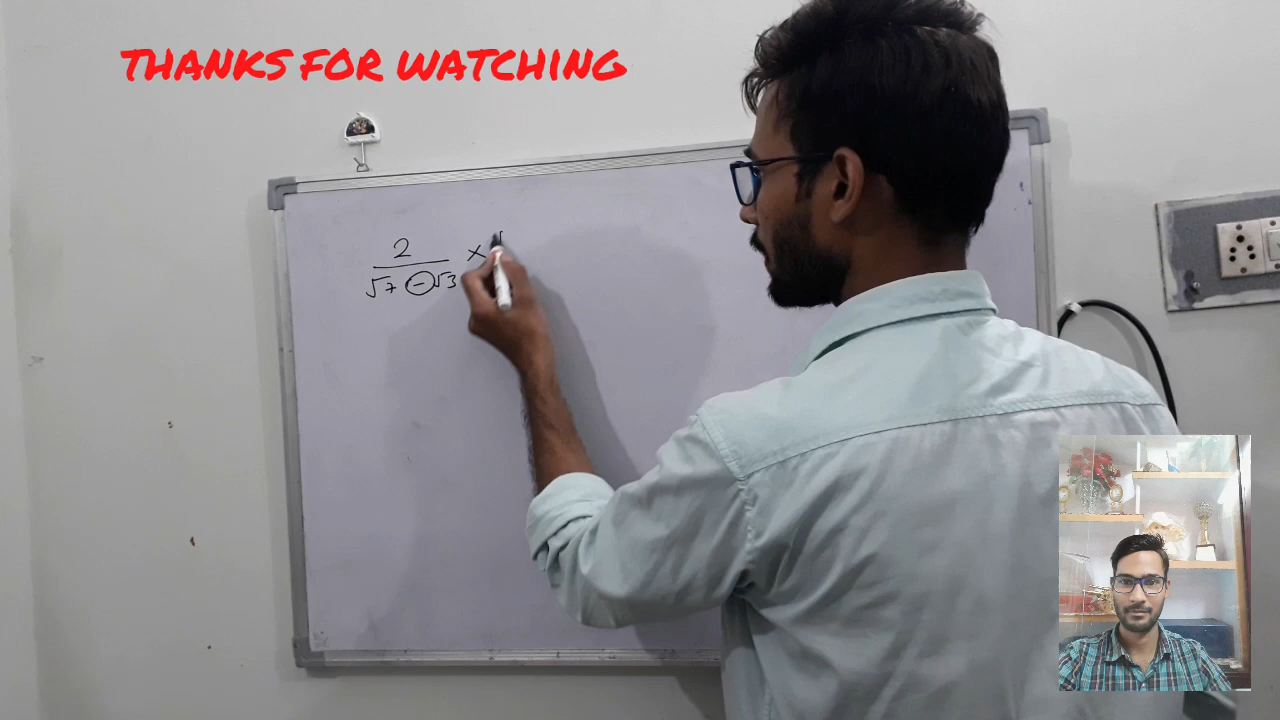 THANKS FOR WATCHING
2
√7 - √3
× √